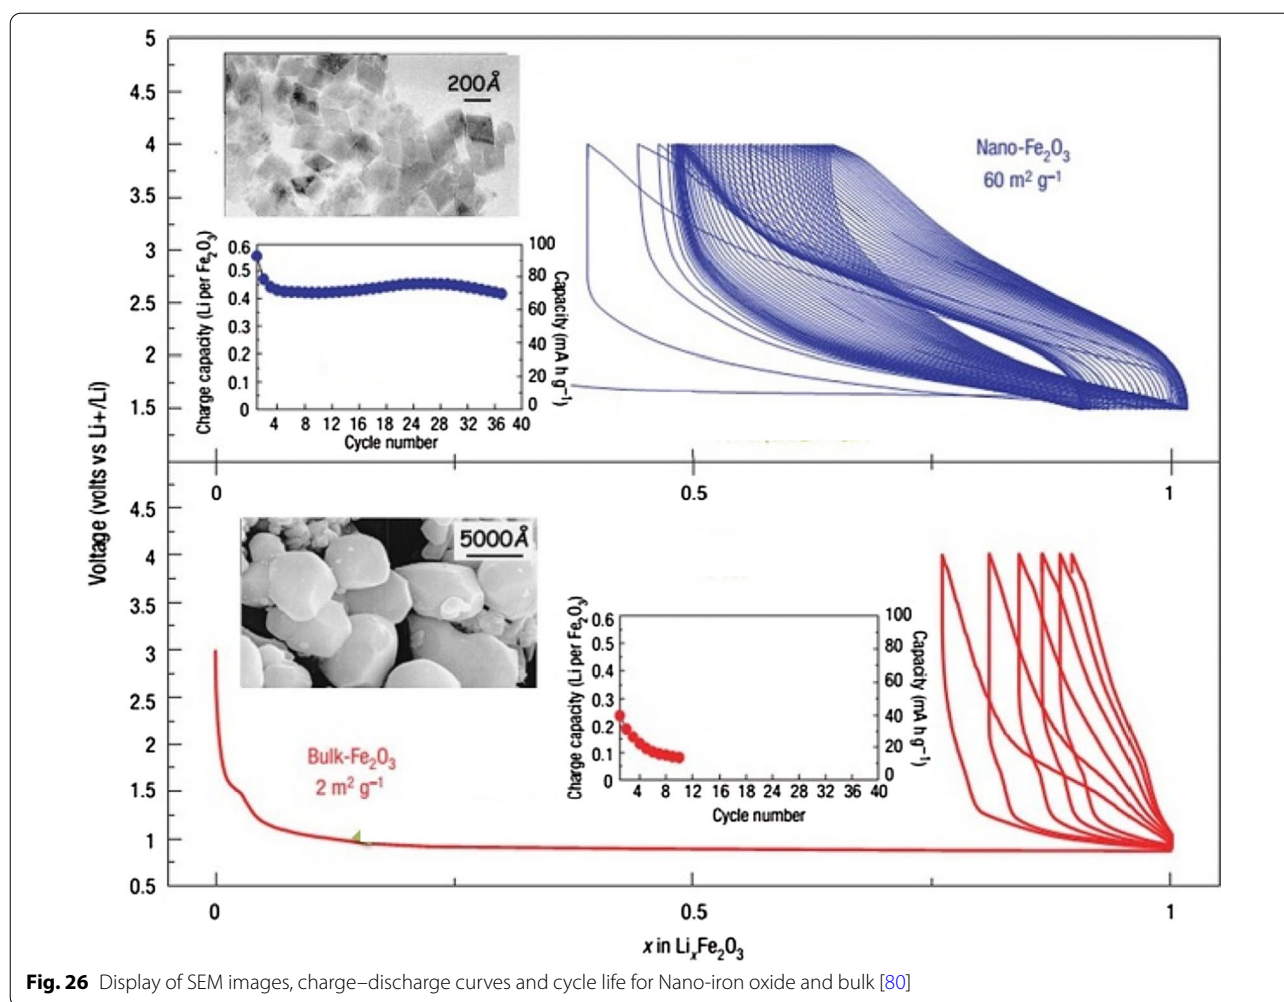 5
4.5
4
3.5
3
2.5
2
1.5
200Å
Nano-Fe₂O₃
60 m² g⁻¹
Charge capacity (Li per Fe₂O₃)
0.6
0.5
0.4
0.3
0.2
0.1
0
100
80
60
40
20
0
Capacity (mA h g⁻¹)
4 8 12 18 24 28 32 36 40
Cycle number
0 0.5 1
Voltage (volts vs Li+/Li)
4.5
4
3.5
3
2.5
2
1.5
1
0.5
5000Å
Bulk-Fe₂O₃
2 m² g⁻¹
Charge capacity (Li per Fe₂O₃)
0.6
0.5
0.4
0.3
0.2
0.1
0
100
80
60
40
20
0
Capacity (mA h g⁻¹)
4 8 12 18 24 28 32 36 40
Cycle number
0 0.5 1
x in LiₓFe₂O₃
Fig. 26 Display of SEM images, charge–discharge curves and cycle life for Nano-iron oxide and bulk [80]